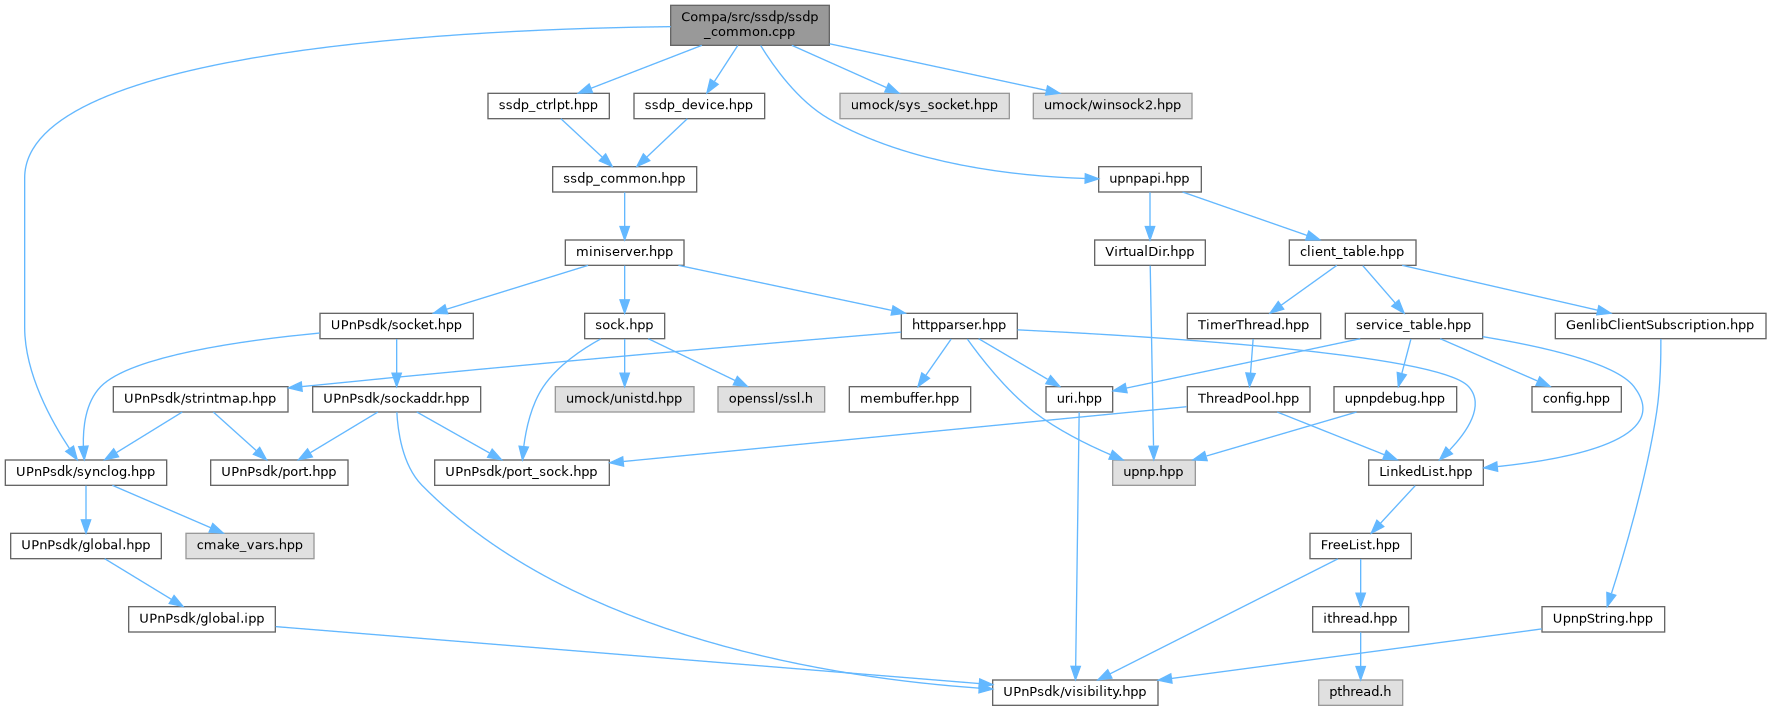 Compa/src/ssdp/ssdp
_common.cpp
ssdp_ctrlpt.hpp
ssdp_device.hpp
umock/sys_socket.hpp
umock/winsock2.hpp
ssdp_common.hpp
upnpapi.hpp
miniserver.hpp
VirtualDir.hpp
client_table.hpp
UPnPsdk/socket.hpp
sock.hpp
httpparser.hpp
TimerThread.hpp
service_table.hpp
GenlibClientSubscription.hpp
UPnPsdk/strintmap.hpp
UPnPsdk/sockaddr.hpp
umock/unistd.hpp
openssl/ssl.h
membuffer.hpp
uri.hpp
ThreadPool.hpp
upnpdebug.hpp
config.hpp
UPnPsdk/synclog.hpp
UPnPsdk/port.hpp
UPnPsdk/port_sock.hpp
upnp.hpp
LinkedList.hpp
UPnPsdk/global.hpp
cmake_vars.hpp
FreeList.hpp
UPnPsdk/global.ipp
ithread.hpp
UpnpString.hpp
UPnPsdk/visibility.hpp
pthread.h